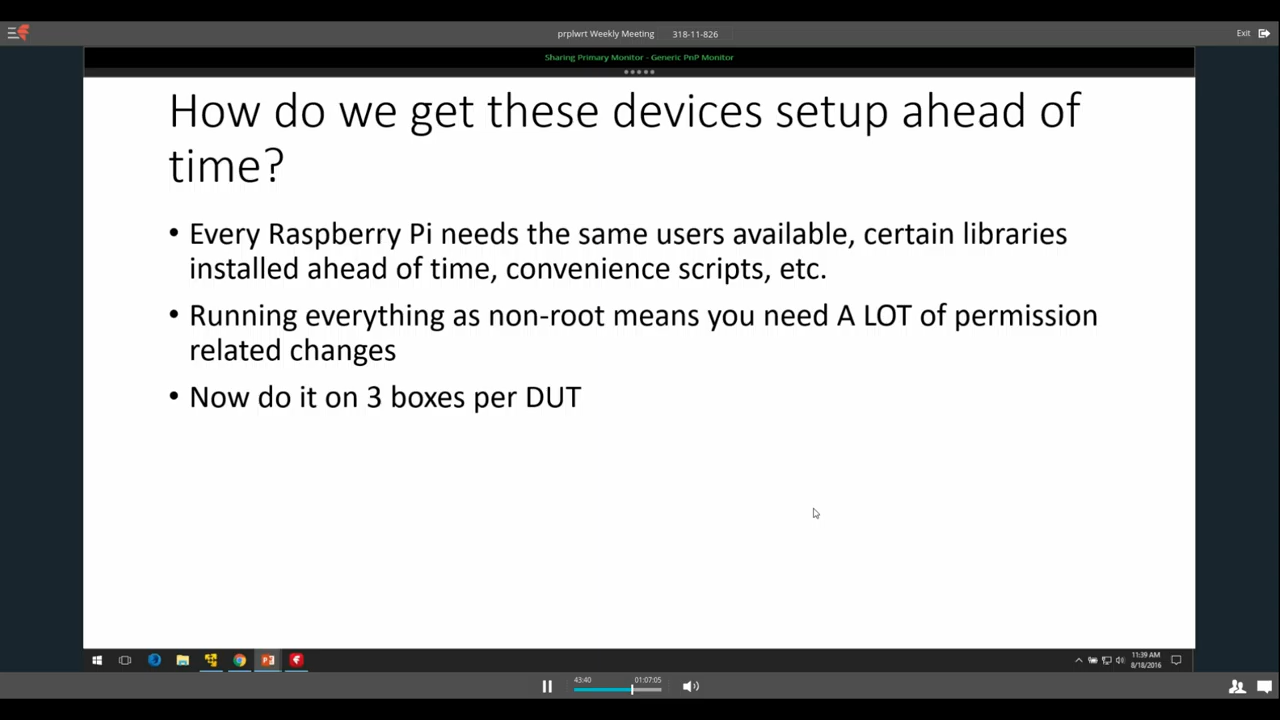 prplwrt Weekly Meeting 318-11-826
Exit
Sharing Primary Monitor - Generic PnP Monitor
How do we get these devices setup ahead of
time?
• Every Raspberry Pi needs the same users available, certain libraries
installed ahead of time, convenience scripts, etc.
• Running everything as non-root means you need A LOT of permission
related changes
• Now do it on 3 boxes per DUT
11:39 AM
8/18/2016
43:40 01:07:05